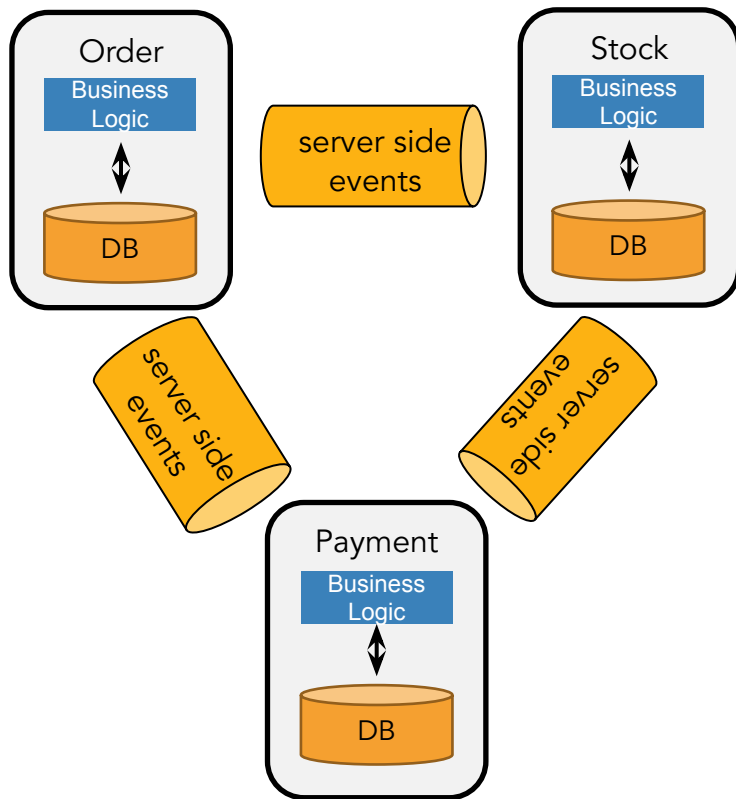 Order
Business
Logic
DB
server side
events
Stock
Business
Logic
DB
server side
events
server side
events
Payment
Business
Logic
DB